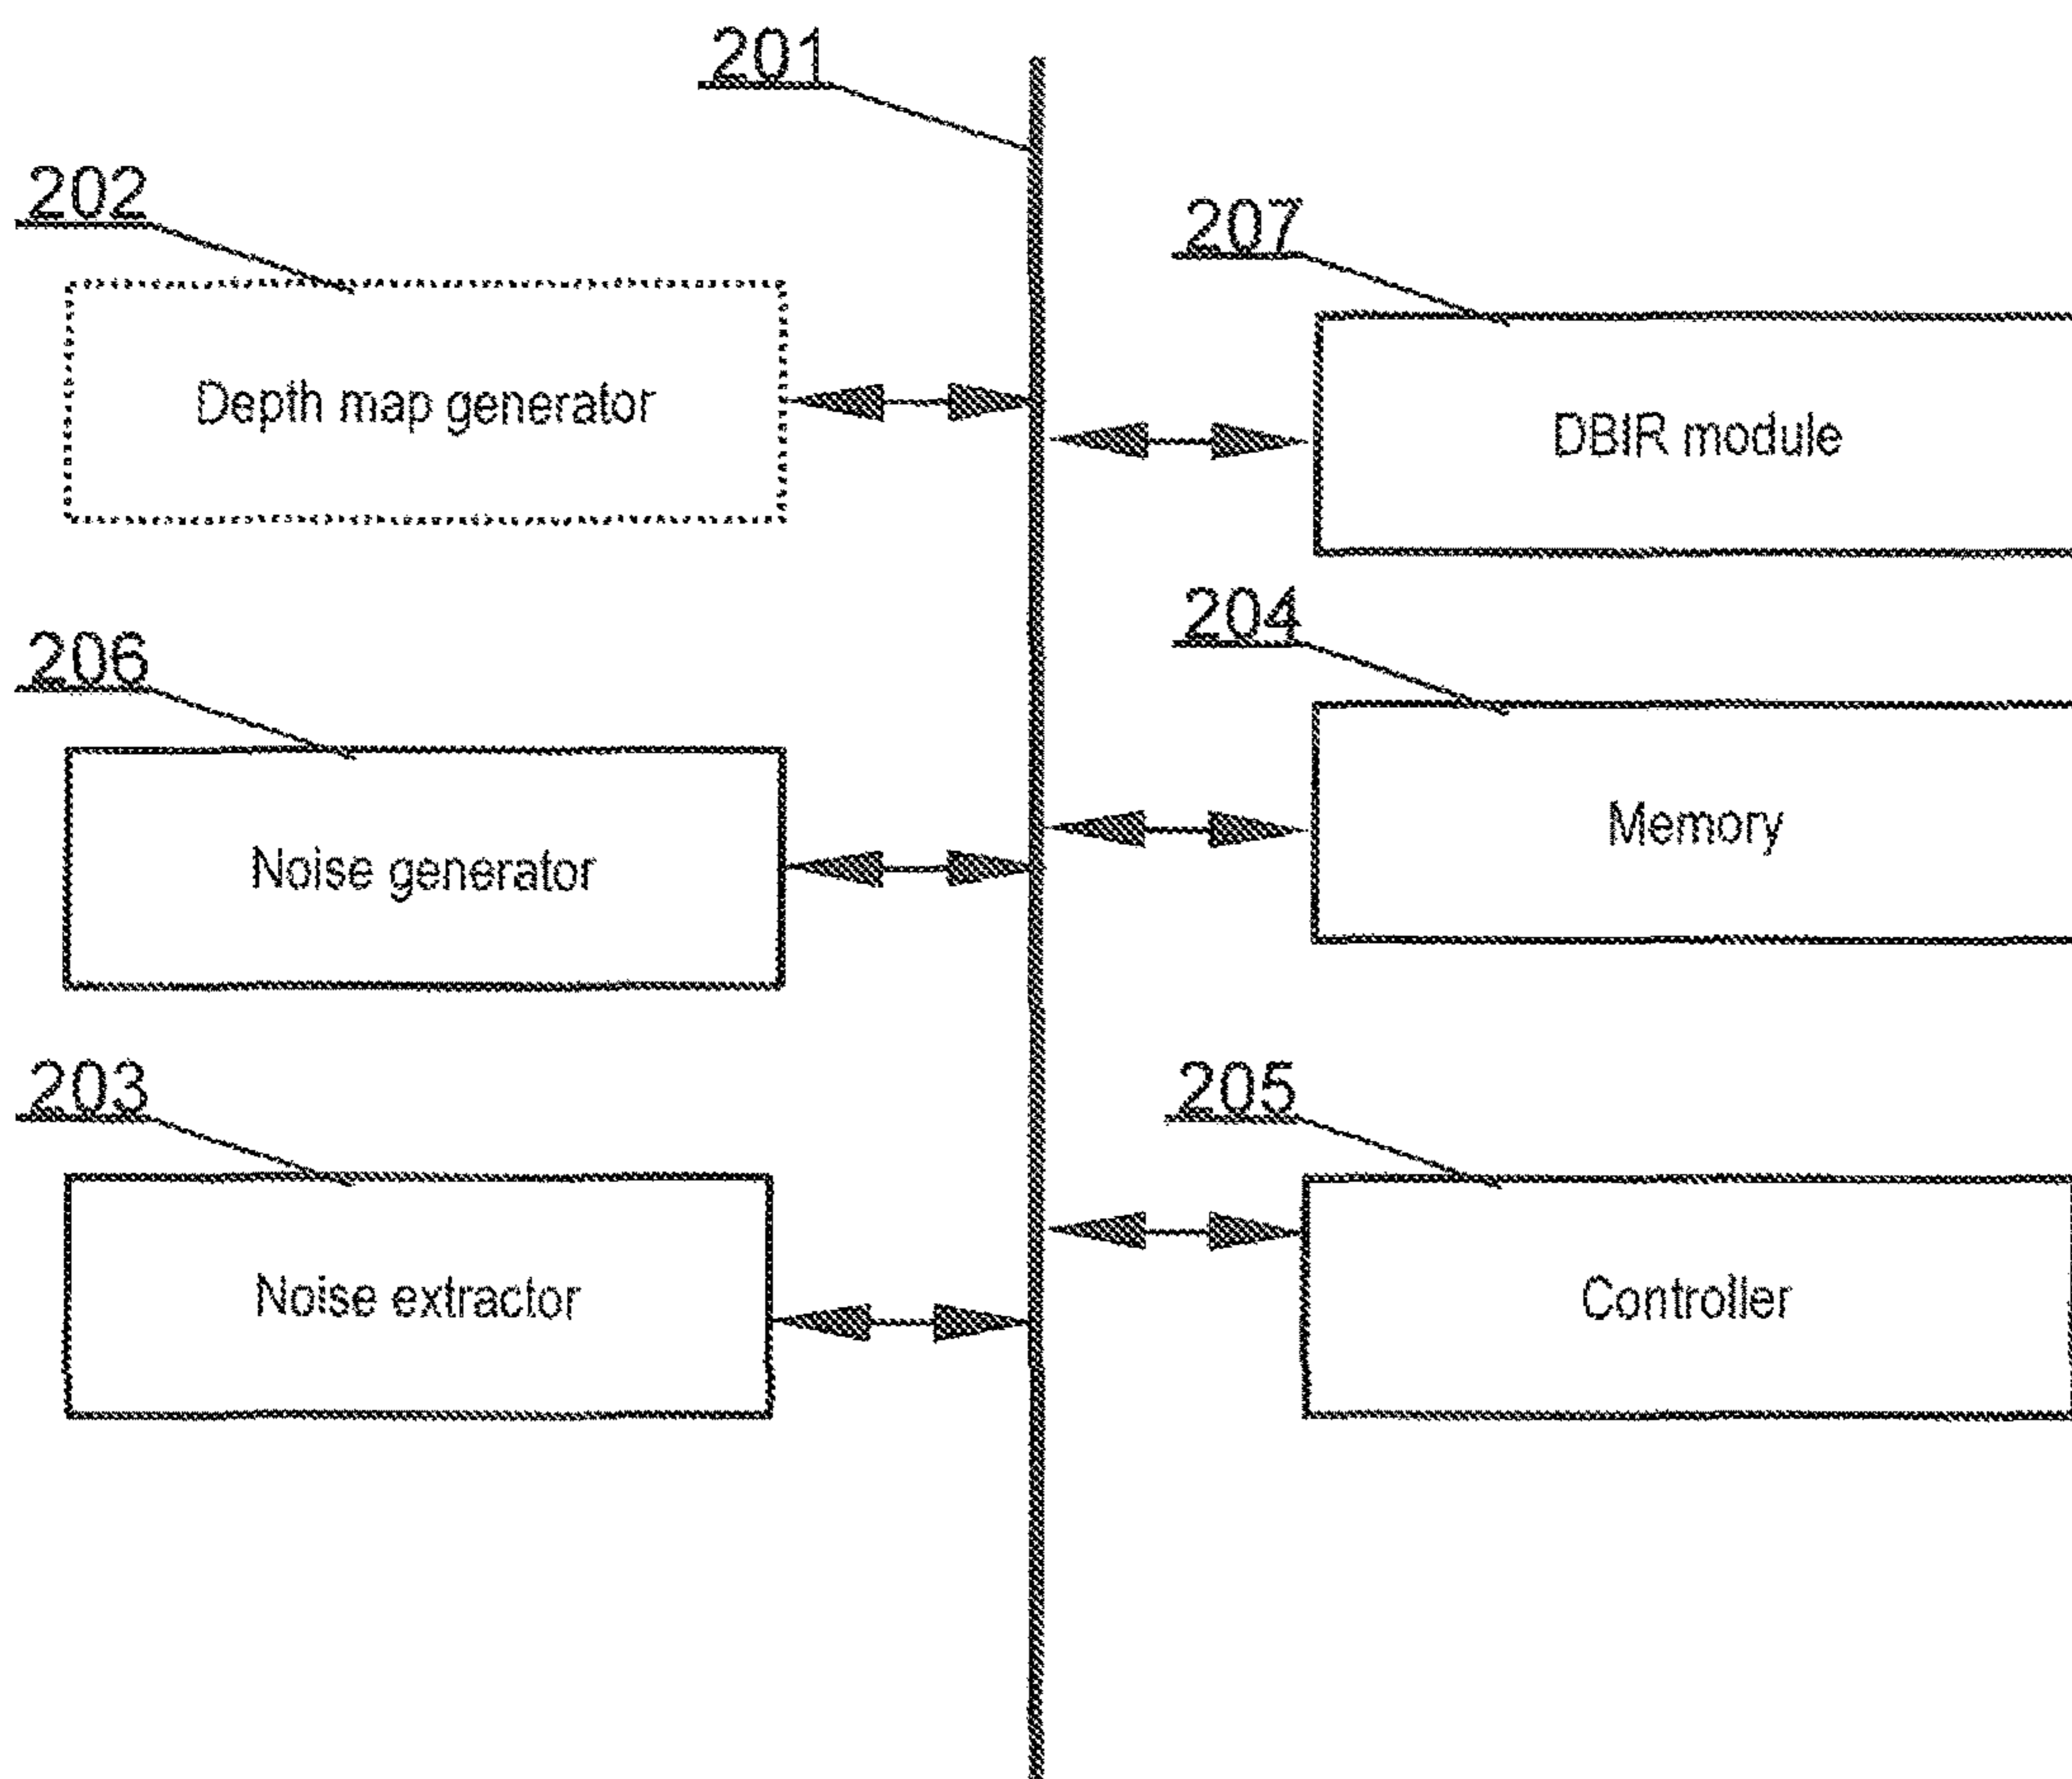 201
202
207
Depth map generator
DBIR module
204
206
Memory
Noise generator
203
205
Noise extractor
Controller